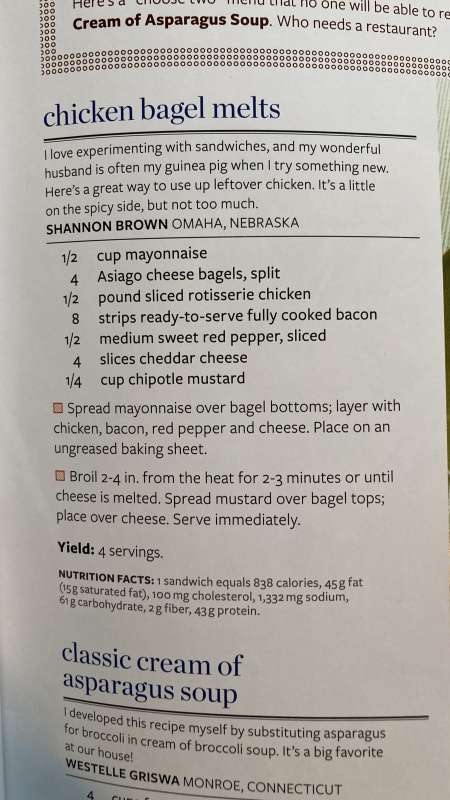 Here's a "choose two" menu that no one will be able to re
Cream of Asparagus Soup. Who needs a restaurant?
chicken bagel melts
I love experimenting with sandwiches, and my wonderful
husband is often my guinea pig when I try something new.
Here's a great way to use up leftover chicken. It's a little
on the spicy side, but not too much.
SHANNON BROWN OMAHA, NEBRASKA
1/2 cup mayonnaise
4 Asiago cheese bagels, split
1/2 pound sliced rotisserie chicken
8 strips ready-to-serve fully cooked bacon
1/2 medium sweet red pepper, sliced
4 slices cheddar cheese
1/4 cup chipotle mustard
Spread mayonnaise over bagel bottoms; layer with
chicken, bacon, red pepper and cheese. Place on an
ungreased baking sheet.
Broil 2-4 in. from the heat for 2-3 minutes or until
cheese is melted. Spread mustard over bagel tops;
place over cheese. Serve immediately.
Yield: 4 servings.
NUTRITION FACTS: 1 sandwich equals 838 calories, 45 g fat
(15 g saturated fat), 100 mg cholesterol, 1,332 mg sodium,
61 g carbohydrate, 2 g fiber, 43 g protein.
classic cream of
asparagus soup
I developed this recipe myself by substituting asparagus
for broccoli in cream of broccoli soup. It's a big favorite
at our house!
WESTELLE GRISWA MONROE, CONNECTICUT
4